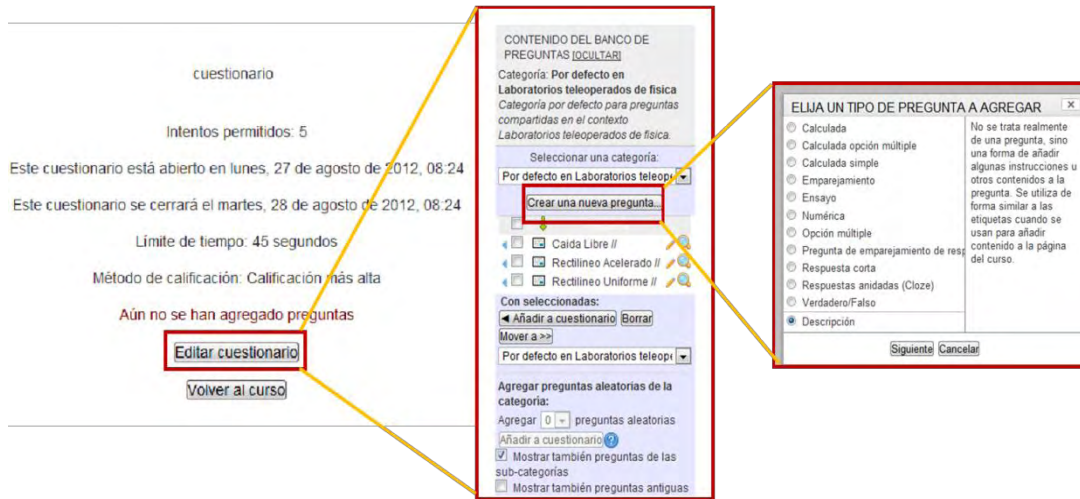 cuestionario
Intentos permitidos: 5
Este cuestionario está abierto en lunes, 27 de agosto de 2012, 08:24
Este cuestionario se cerrará el martes, 28 de agosto de 2012, 08:24
Límite de tiempo: 45 segundos
Método de calificación: Calificación más alta
Aún no se han agregado preguntas
Editar cuestionario
Volver al curso
CONTENIDO DEL BANCO DE
PREGUNTAS [OCULTAR]
Categoría: Por defecto en
Laboratorios teleoperados de fisica
Categoría por defecto para preguntas
compartidas en el contexto
Laboratorios teleoperados de fisica.
Seleccionar una categoría:
Por defecto en Laboratorios teleope
Crear una nueva pregunta...
Caida Libre //
Rectilineo Acelerado //
Rectilineo Uniforme //
Con seleccionadas:
◄ Añadir a cuestionario Borrar
Mover a >>
Por defecto en Laboratorios teleope
Agregar preguntas aleatorias de la
categoría:
Agregar 0 preguntas aleatorias
Añadir a cuestionario ?
Mostrar también preguntas de las
sub-categorías
Mostrar también preguntas antiguas
ELIJA UN TIPO DE PREGUNTA A AGREGAR x
Calculada
Calculada opción múltiple
Calculada simple
Emparejamiento
Ensayo
Numérica
Opción múltiple
Pregunta de emparejamiento de resp
Respuesta corta
Respuestas anidadas (Cloze)
Verdadero/Falso
Descripción
No se trata realmente
de una pregunta, sino
una forma de añadir
algunas instrucciones u
otros contenidos a la
pregunta. Se utiliza de
forma similar a las
etiquetas cuando se
usan para añadir
contenido a la página
del curso.
Siguiente Cancelar